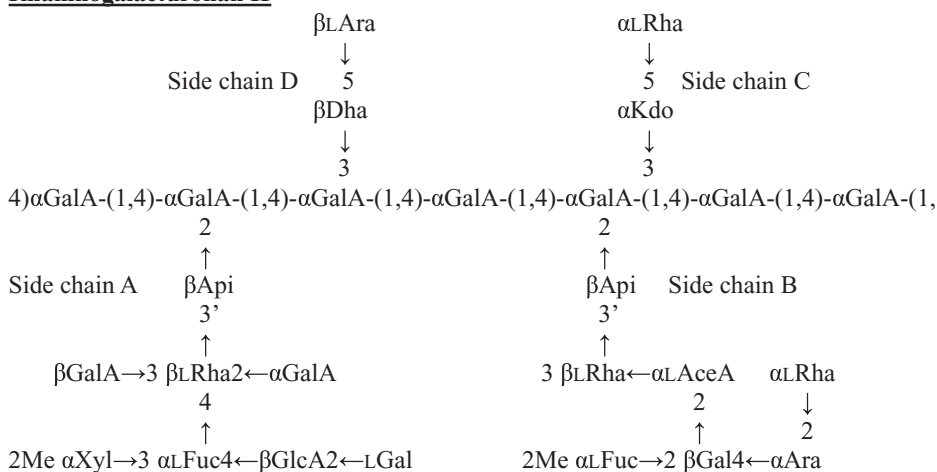 βLAra αLRha
↓ ↓
Side chain D 5 5 Side chain C
βDha αKdo
↓ ↓
3 3
4)αGalA-(1,4)-αGalA-(1,4)-αGalA-(1,4)-αGalA-(1,4)-αGalA-(1,4)-αGalA-(1,4)-αGalA-(1,
2 2
↑ ↑
Side chain A βApi βApi Side chain B
3’ 3’
↑ ↑
βGalA→3 βLRha2←αGalA 3 βLRha←αLAceA αLRha
4 2 ↓
↑ ↑ 2
2Me αXyl→3 αLFuc4←βGlcA2←LGal 2Me αLFuc→2 βGal4←αAra